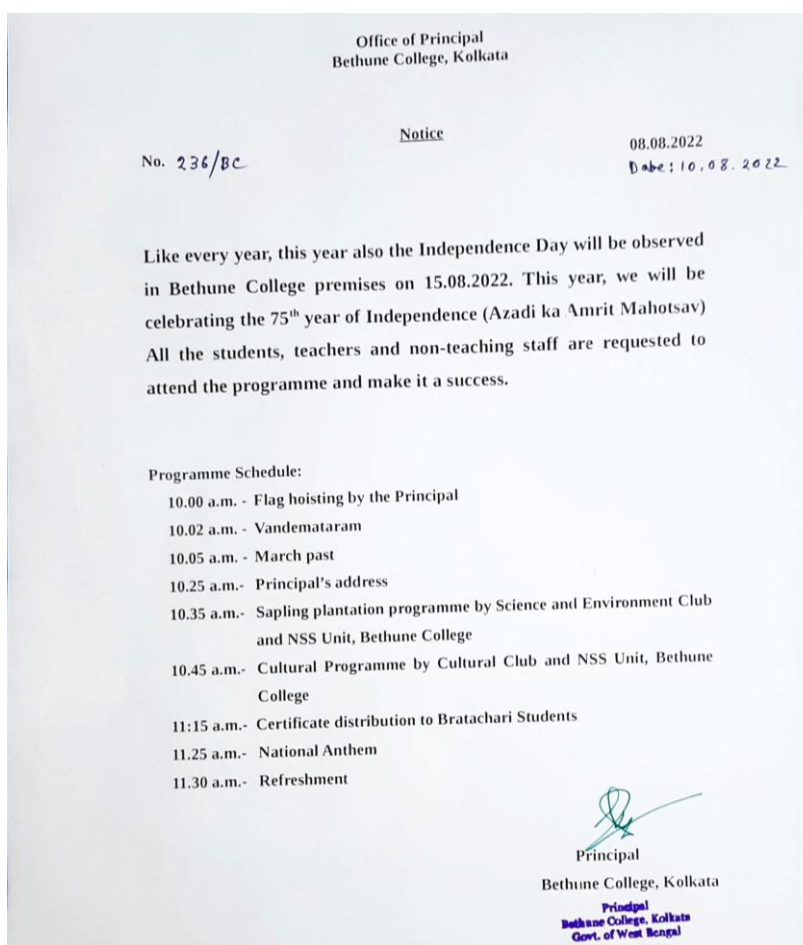 Office of Principal
Bethune College, Kolkata
Notice
08.08.2022
No. 236/BC
Date: 10.08.2022
Like every year, this year also the Independence Day will be observed
in Bethune College premises on 15.08.2022. This year, we will be
celebrating the 75th year of Independence (Azadi ka Amrit Mahotsav)
All the students, teachers and non-teaching staff are requested to
attend the programme and make it a success.
Programme Schedule:
10.00 a.m. - Flag hoisting by the Principal
10.02 a.m. - Vandemataram
10.05 a.m. - March past
10.25 a.m.- Principal's address
10.35 a.m.- Sapling plantation programme by Science and Environment Club
and NSS Unit, Bethune College
10.45 a.m.- Cultural Programme by Cultural Club and NSS Unit, Bethune
College
11:15 a.m.- Certificate distribution to Bratachari Students
11.25 a.m.- National Anthem
11.30 a.m.- Refreshment
Principal
Bethune College, Kolkata
Principal
Bethune College, Kolkata
Govt. of West Bengal